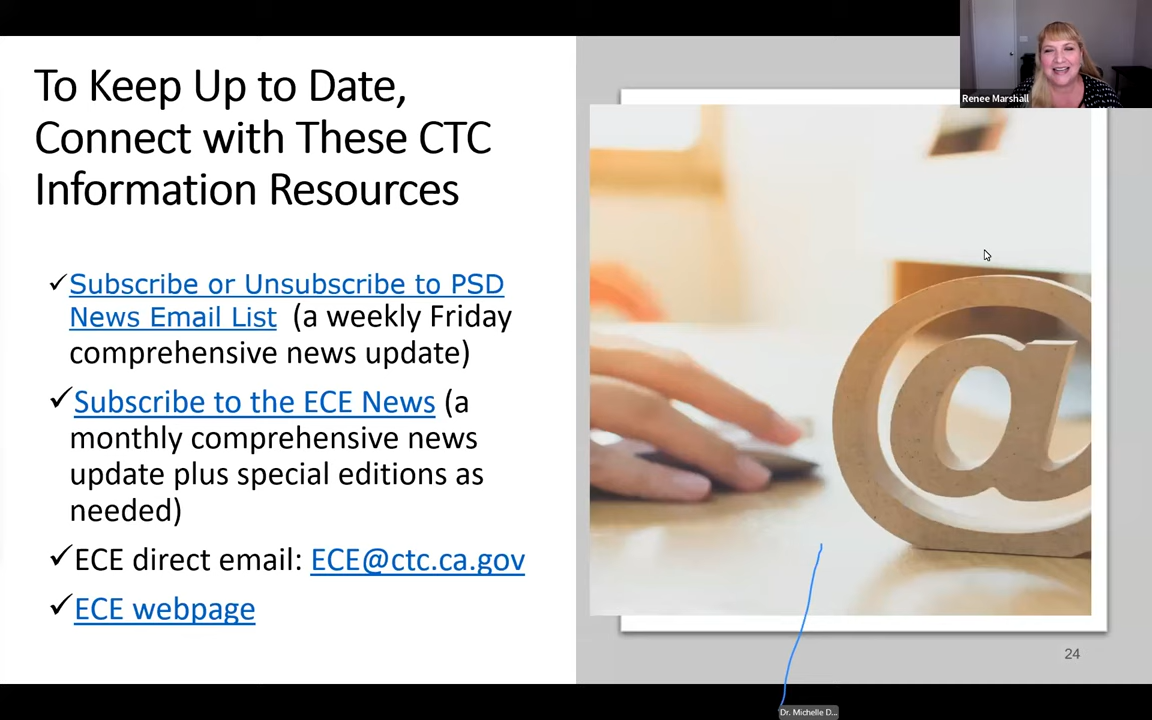 To Keep Up to Date,
Connect with These CTC
Information Resources
✓Subscribe or Unsubscribe to PSD
News Email List (a weekly Friday
comprehensive news update)
✓Subscribe to the ECE News (a
monthly comprehensive news
update plus special editions as
needed)
✓ECE direct email: ECE@ctc.ca.gov
✓ECE webpage
Renee Marshall
@
24
Dr. Michelle D...